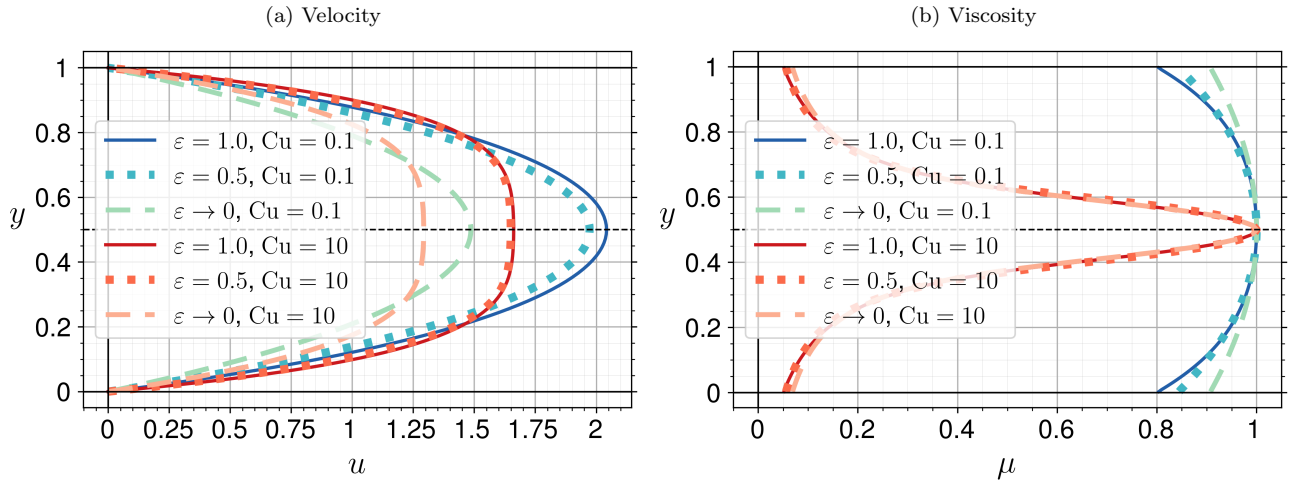 (a) Velocity
(b) Viscosity
1
0.8
0.6
0.4
0.2
0
y
ε = 1.0, Cu = 0.1
ε = 0.5, Cu = 0.1
ε → 0, Cu = 0.1
ε = 1.0, Cu = 10
ε = 0.5, Cu = 10
ε → 0, Cu = 10
0 0.25 0.5 0.75 1 1.25 1.5 1.75 2
u
1
0.8
0.6
0.4
0.2
0
y
ε = 1.0, Cu = 0.1
ε = 0.5, Cu = 0.1
ε → 0, Cu = 0.1
ε = 1.0, Cu = 10
ε = 0.5, Cu = 10
ε → 0, Cu = 10
0 0.2 0.4 0.6 0.8 1
μ